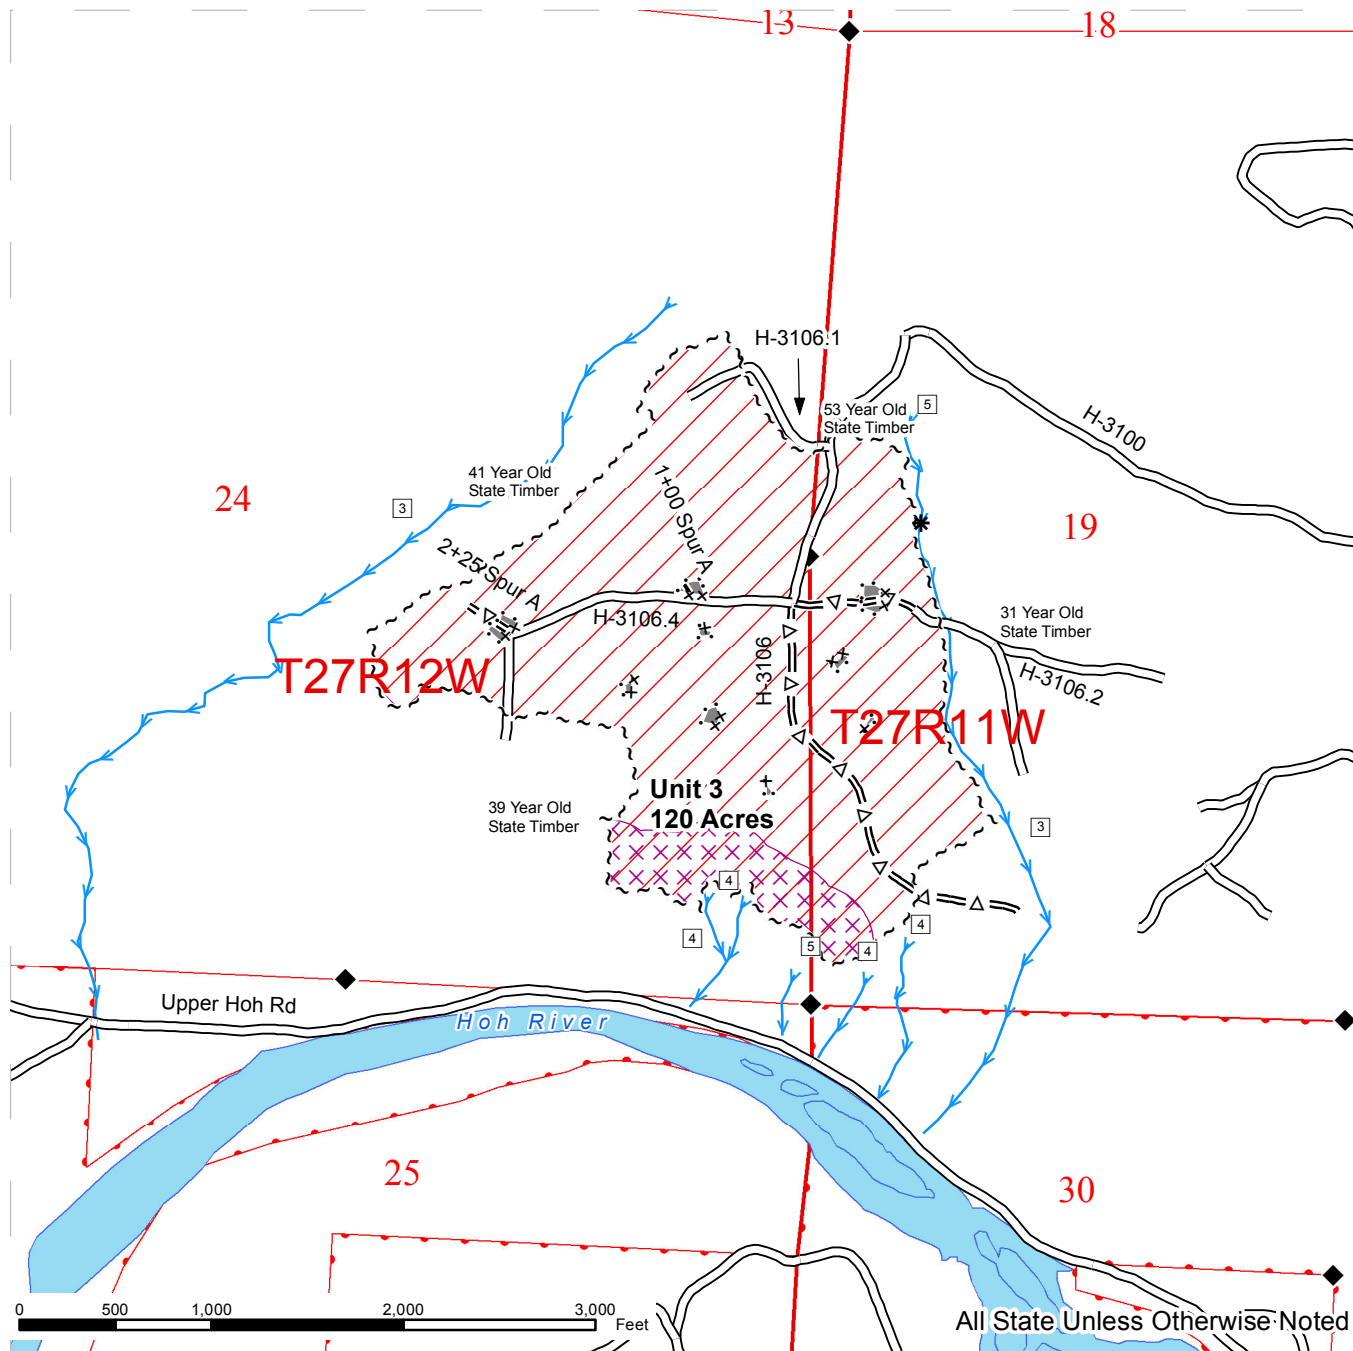 13
18
H-3106.1
53 Year Old
State Timber
5
H-3100
41 Year Old
State Timber
24
3
1+00 Spur A
19
2+25 Spur A
H-3106.4
31 Year Old
State Timber
H-3106
T27R12W
H-3106.2
T27R11W
Unit 3
120 Acres
39 Year Old
State Timber
3
4
4
5
4
4
Upper Hoh Rd
Hoh River
25
30
0
500
1,000
2,000
3,000
Feet
All State Unless Otherwise Noted